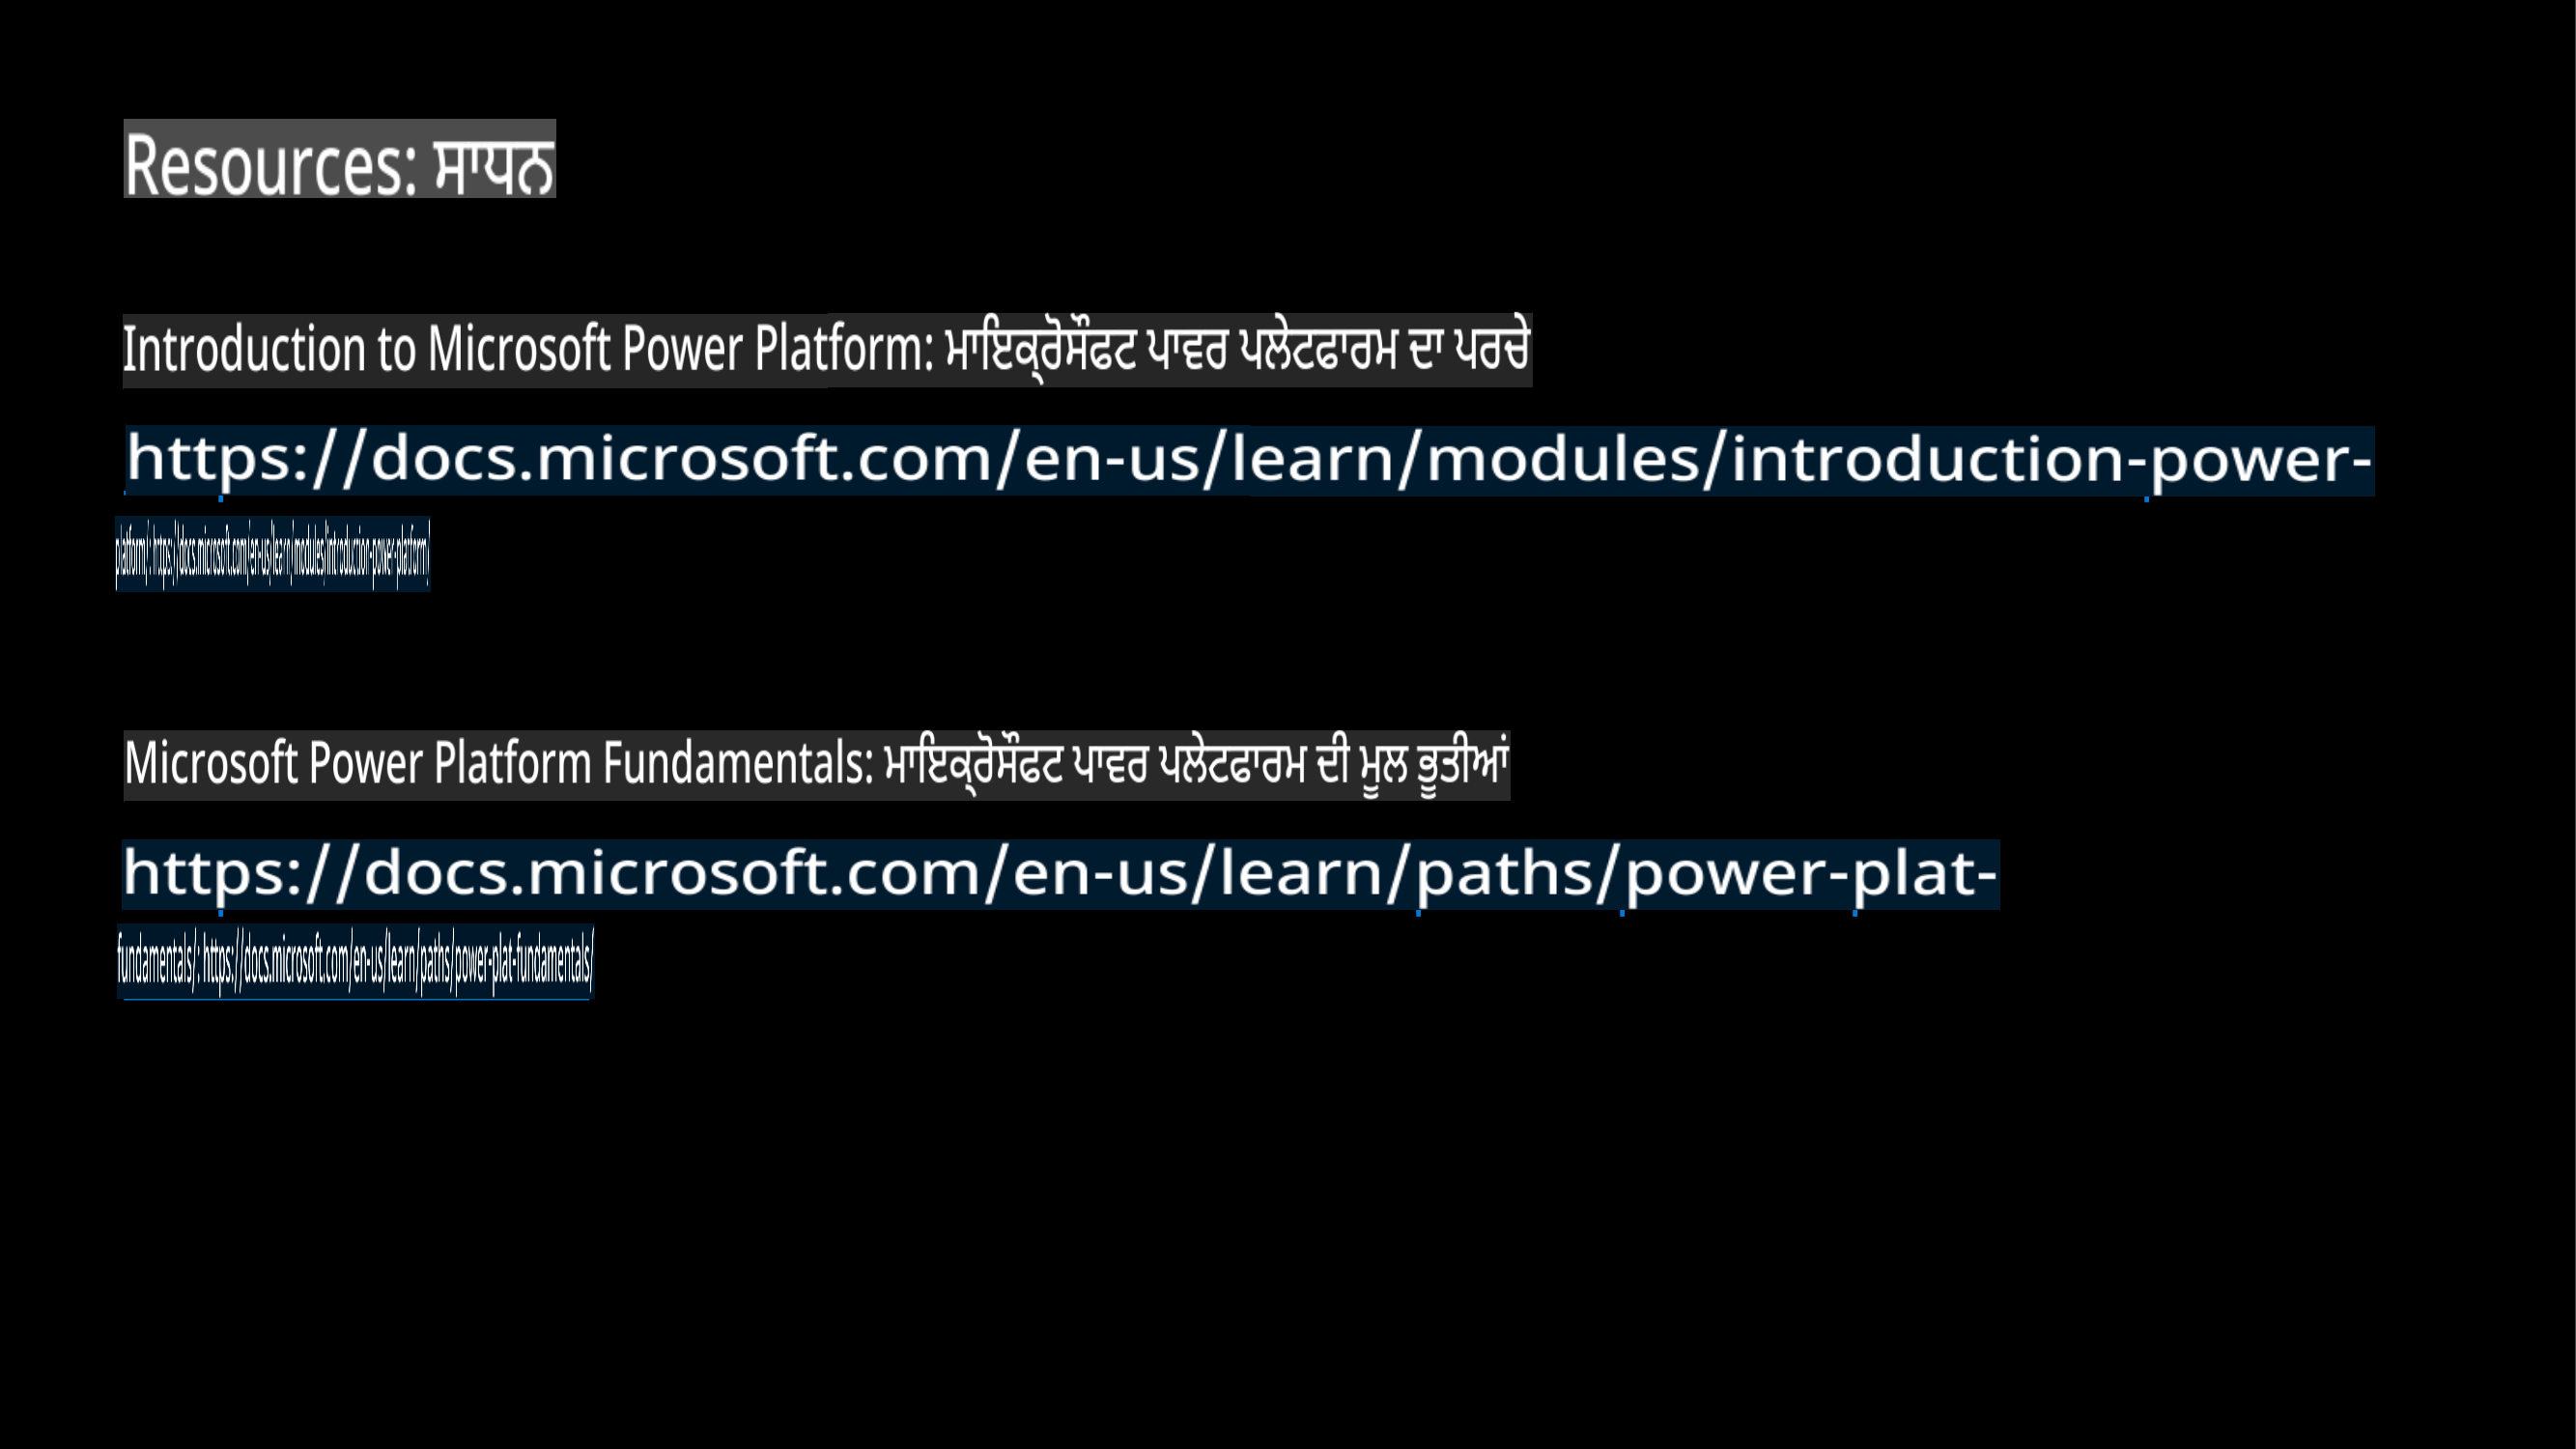 Resources: ਸਾਧਨ
Introduction to Microsoft Power Platform: ਮਾਇਕ੍ਰੋਸੌਫਟ ਪਾਵਰ ਪਲੇਟਫਾਰਮ ਦਾ ਪਰਚੇ
https://docs.microsoft.com/en-us/learn/modules/introduction-power-
platform/: https://docs.microsoft.com/en-us/learn/modules/introduction-power-platform/
Microsoft Power Platform Fundamentals: ਮਾਇਕ੍ਰੋਸੌਫਟ ਪਾਵਰ ਪਲੇਟਫਾਰਮ ਦੀ ਮੂਲ ਭੂਤੀਆਂ
https://docs.microsoft.com/en-us/learn/paths/power-plat-
fundamentals/: https://docs.microsoft.com/en-us/learn/paths/power-plat-fundamentals/